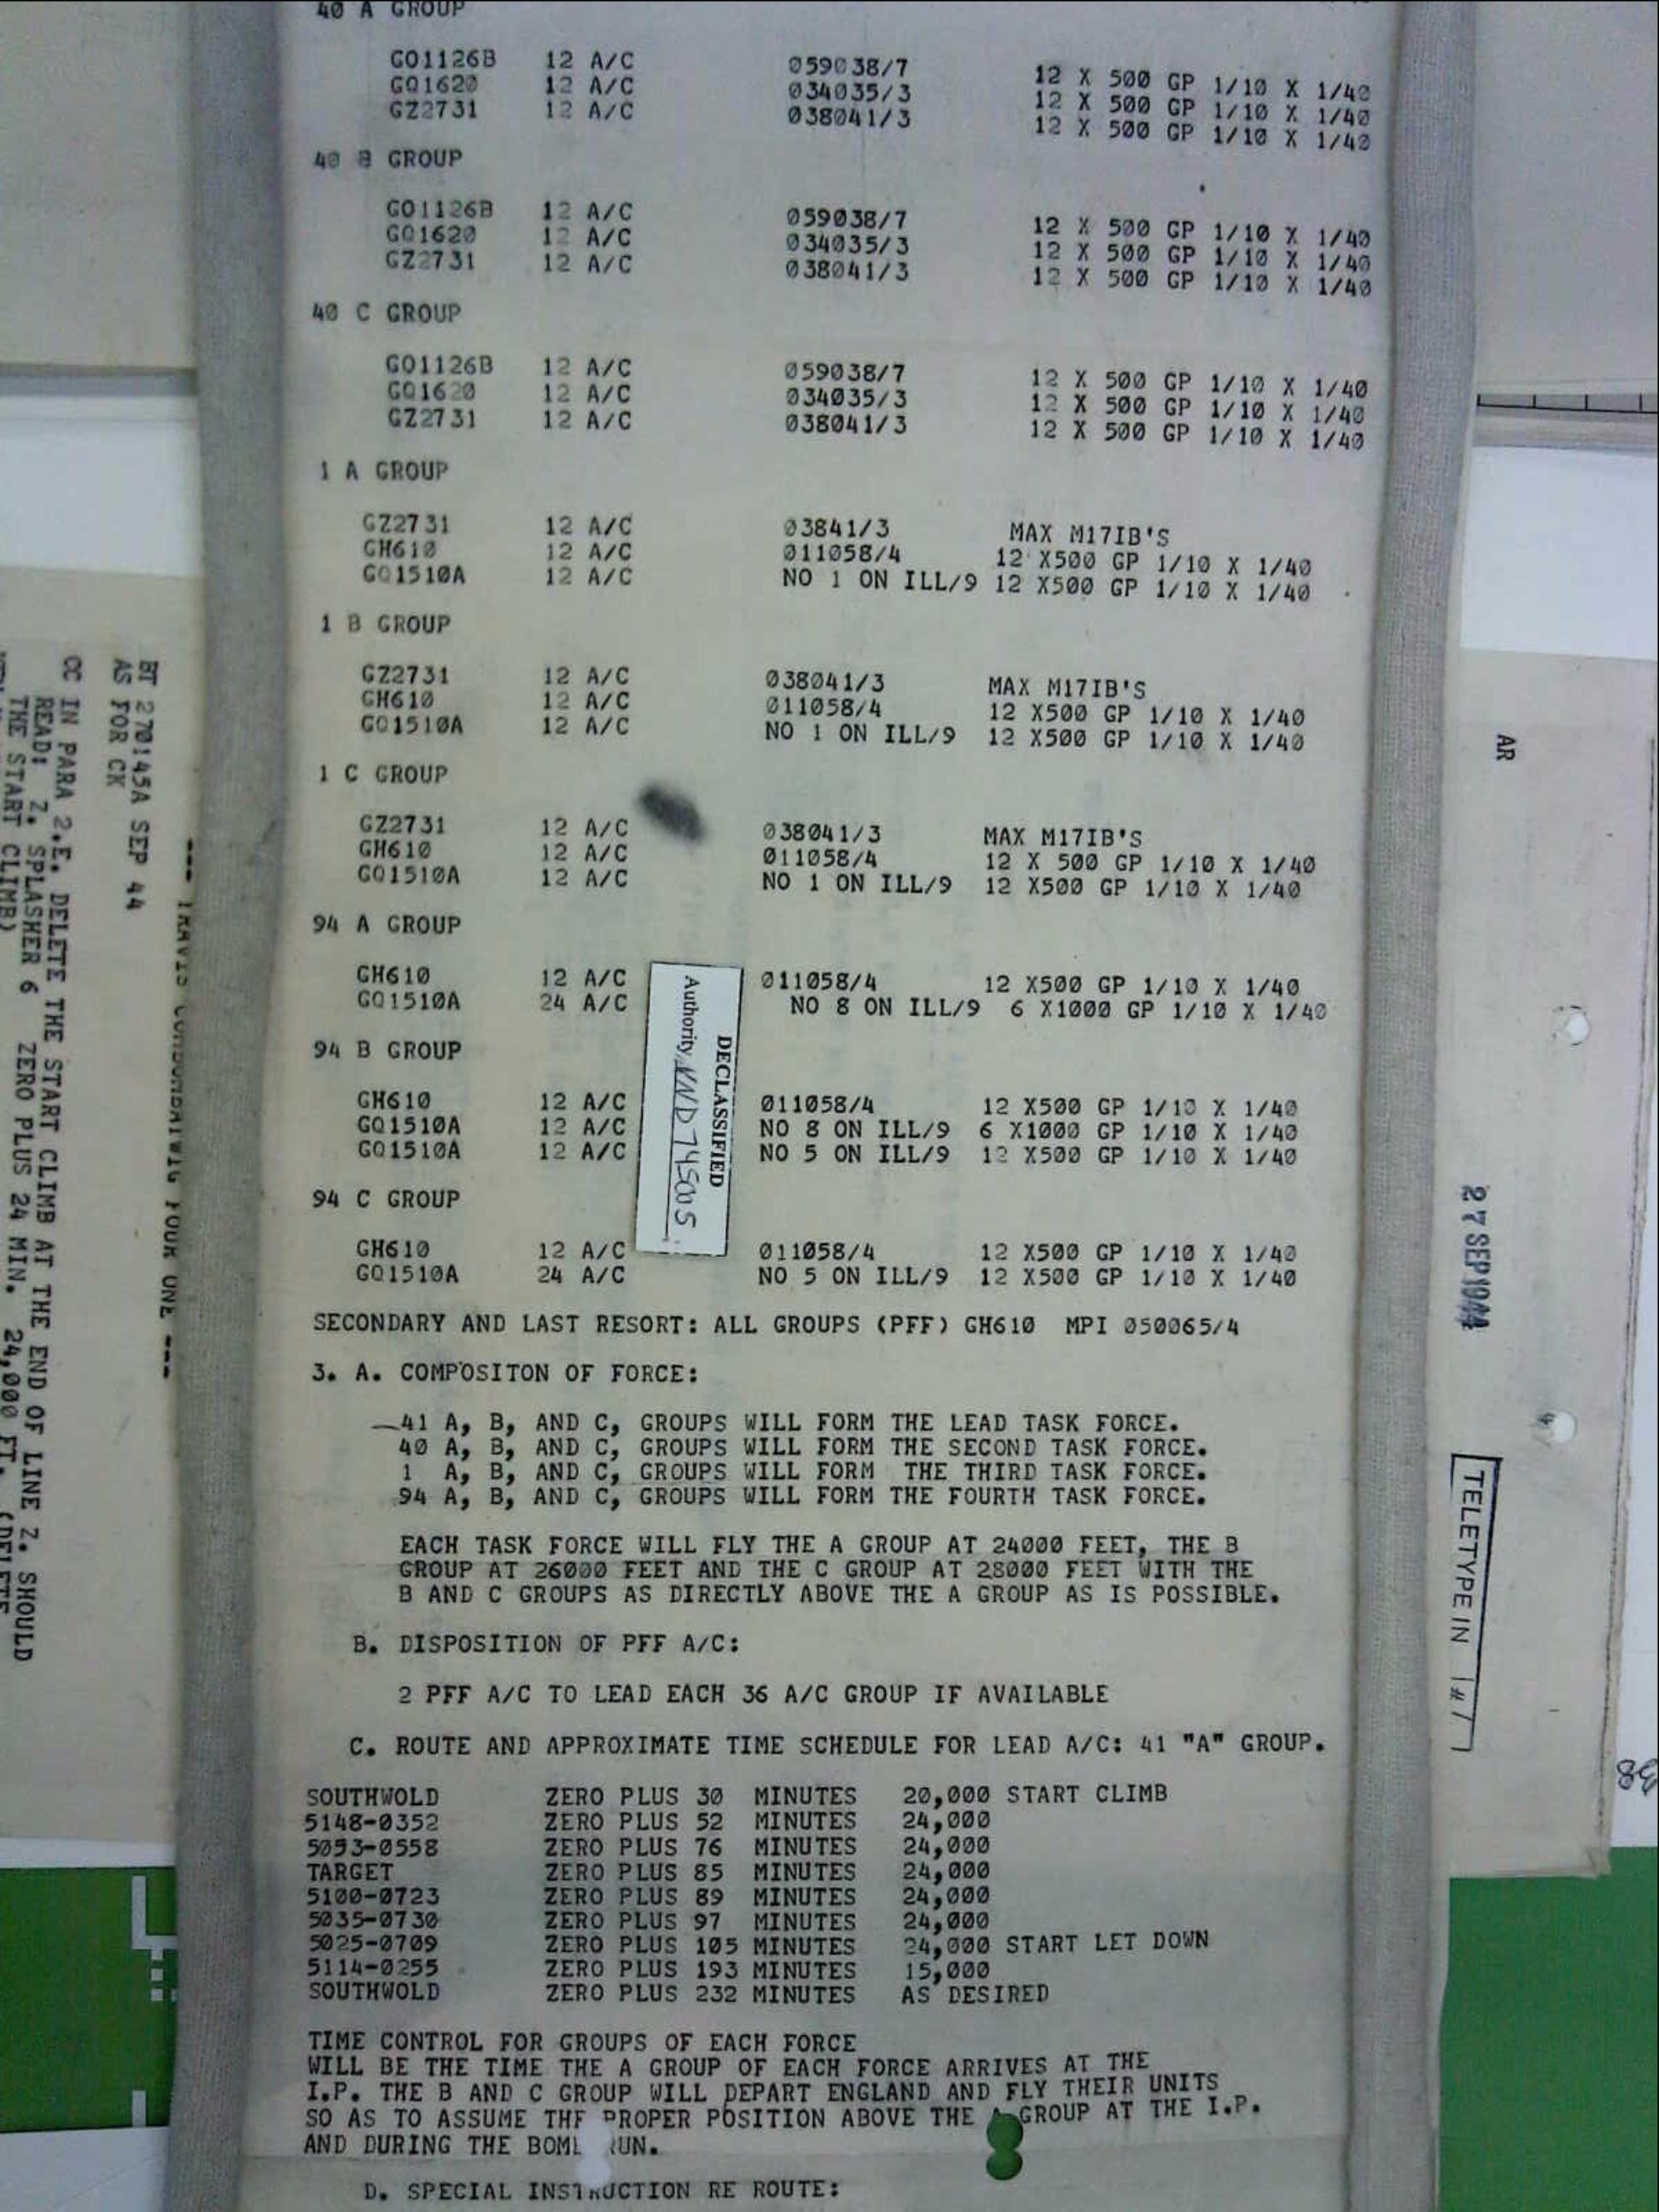 40 A GROUP
GO1126B 12 A/C 059038/7 12 X 500 GP 1/10 X 1/40
GQ1620 12 A/C 034035/3 12 X 500 GP 1/10 X 1/40
GZ2731 12 A/C 038041/3 12 X 500 GP 1/10 X 1/40
40 B GROUP
GO1126B 12 A/C 059038/7 12 X 500 GP 1/10 X 1/40
GQ1620 12 A/C 034035/3 12 X 500 GP 1/10 X 1/40
GZ2731 12 A/C 038041/3 12 X 500 GP 1/10 X 1/40
40 C GROUP
GO1126B 12 A/C 059038/7 12 X 500 GP 1/10 X 1/40
GQ1620 12 A/C 034035/3 12 X 500 GP 1/10 X 1/40
GZ2731 12 A/C 038041/3 12 X 500 GP 1/10 X 1/40
1 A GROUP
GZ2731 12 A/C 03841/3 MAX M17IB'S
GH610 12 A/C 011058/4 12 X500 GP 1/10 X 1/40
GQ1510A 12 A/C NO 1 ON ILL/9 12 X500 GP 1/10 X 1/40
1 B GROUP
GZ2731 12 A/C 038041/3 MAX M17IB'S
GH610 12 A/C 011058/4 12 X500 GP 1/10 X 1/40
GQ1510A 12 A/C NO 1 ON ILL/9 12 X500 GP 1/10 X 1/40
1 C GROUP
GZ2731 12 A/C 038041/3 MAX M17IB'S
GH610 12 A/C 011058/4 12 X 500 GP 1/10 X 1/40
GQ1510A 12 A/C NO 1 ON ILL/9 12 X500 GP 1/10 X 1/40
94 A GROUP
GH610 12 A/C 011058/4 12 X500 GP 1/10 X 1/40
GQ1510A 24 A/C NO 8 ON ILL/9 6 X1000 GP 1/10 X 1/40
94 B GROUP
GH610 12 A/C 011058/4 12 X500 GP 1/10 X 1/40
GQ1510A 12 A/C NO 8 ON ILL/9 6 X1000 GP 1/10 X 1/40
GQ1510A 12 A/C NO 5 ON ILL/9 12 X500 GP 1/10 X 1/40
94 C GROUP
GH610 12 A/C 011058/4 12 X500 GP 1/10 X 1/40
GQ1510A 24 A/C NO 5 ON ILL/9 12 X500 GP 1/10 X 1/40
SECONDARY AND LAST RESORT: ALL GROUPS (PFF) GH610 MPI 050065/4
3. A. COMPOSITON OF FORCE:
41 A, B, AND C, GROUPS WILL FORM THE LEAD TASK FORCE.
40 A, B, AND C, GROUPS WILL FORM THE SECOND TASK FORCE.
1 A, B, AND C, GROUPS WILL FORM THE THIRD TASK FORCE.
94 A, B, AND C, GROUPS WILL FORM THE FOURTH TASK FORCE.
EACH TASK FORCE WILL FLY THE A GROUP AT 24000 FEET, THE B
GROUP AT 26000 FEET AND THE C GROUP AT 28000 FEET WITH THE
B AND C GROUPS AS DIRECTLY ABOVE THE A GROUP AS IS POSSIBLE.
B. DISPOSITION OF PFF A/C:
2 PFF A/C TO LEAD EACH 36 A/C GROUP IF AVAILABLE
C. ROUTE AND APPROXIMATE TIME SCHEDULE FOR LEAD A/C: 41 "A" GROUP.
SOUTHWOLD ZERO PLUS 30 MINUTES 20,000 START CLIMB
5148-0352 ZERO PLUS 52 MINUTES 24,000
5053-0558 ZERO PLUS 76 MINUTES 24,000
TARGET ZERO PLUS 85 MINUTES 24,000
5100-0723 ZERO PLUS 89 MINUTES 24,000
5035-0730 ZERO PLUS 97 MINUTES 24,000
5025-0709 ZERO PLUS 105 MINUTES 24,000 START LET DOWN
5114-0255 ZERO PLUS 193 MINUTES 15,000
SOUTHWOLD ZERO PLUS 232 MINUTES AS DESIRED
TIME CONTROL FOR GROUPS OF EACH FORCE
WILL BE THE TIME THE A GROUP OF EACH FORCE ARRIVES AT THE
I.P. THE B AND C GROUP WILL DEPART ENGLAND AND FLY THEIR UNITS
SO AS TO ASSUME THE PROPER POSITION ABOVE THE A GROUP AT THE I.P.
AND DURING THE BOMB RUN.
D. SPECIAL INSTRUCTION RE ROUTE:
DECLASSIFIED
Authority NND 745005
BT 270145A SEP 44
AS FOR CK
CC IN PARA 2.E. DELETE THE START CLIMB AT THE END OF LINE 7. SHOULD
READ: 7. SPLASHER 6 ZERO PLUS 24 MIN. 24,000 FT. (DELETE
THE START CLIMB)
FOUR ONE ---
AR
27 SEP 1944
TELETYPE IN #7
38